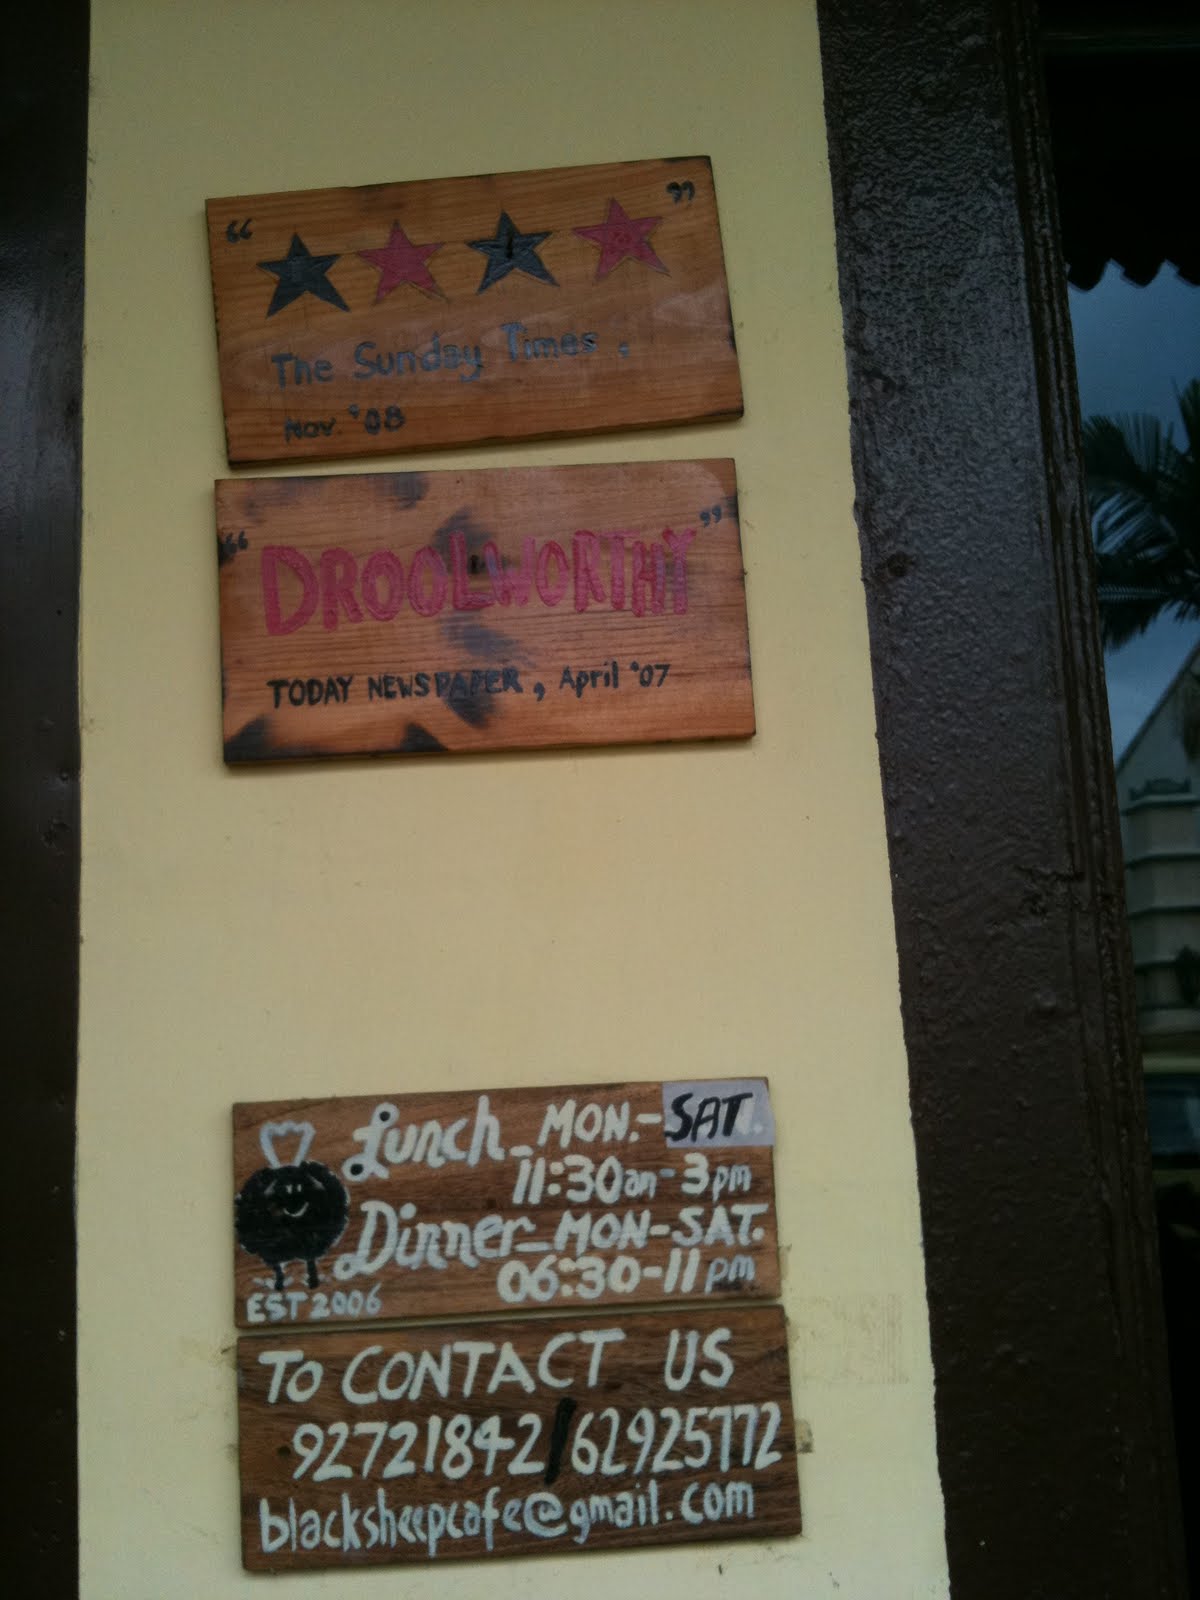 “ ★ ★ ★ ★ ”
The Sunday Times,
Nov. '08
“DROOLWORTHY”
TODAY NEWSPAPER, April '07
Lunch_MON.-SAT.
11:30am-3pm
Dinner_MON-SAT.
06:30-11pm
EST 2006
TO CONTACT US
92721842/62925772
blacksheepcafe@gmail.com